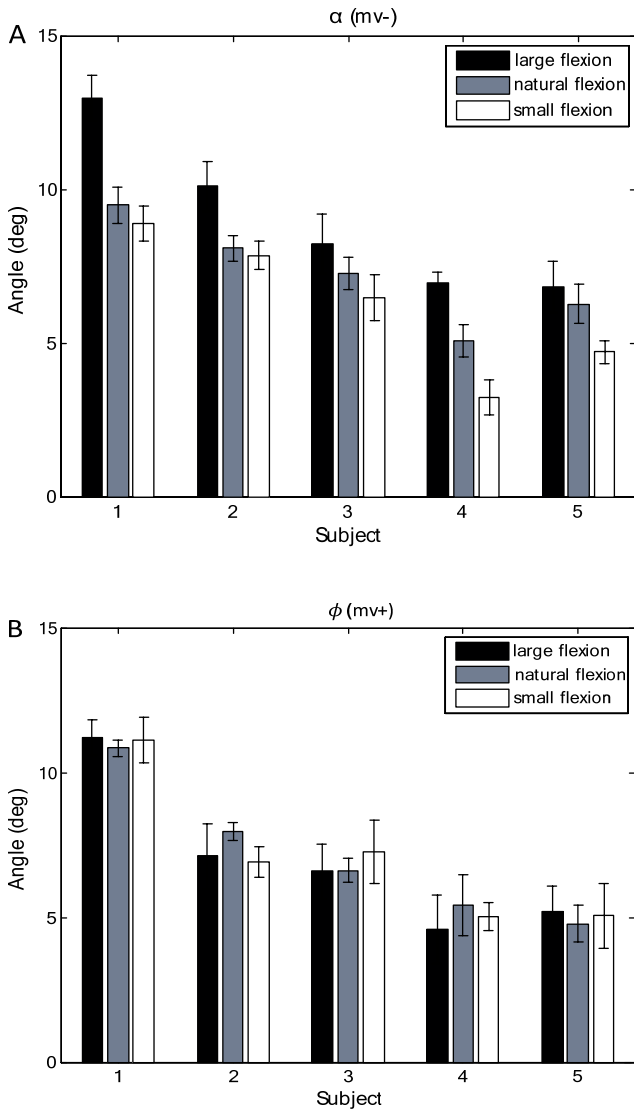 A
α (mv-)
15
large flexion
natural flexion
small flexion
10
Angle (deg)
5
0
1 2 3 4 5
Subject
B
ϕ (mv+)
15
large flexion
natural flexion
small flexion
10
Angle (deg)
5
0
1 2 3 4 5
Subject